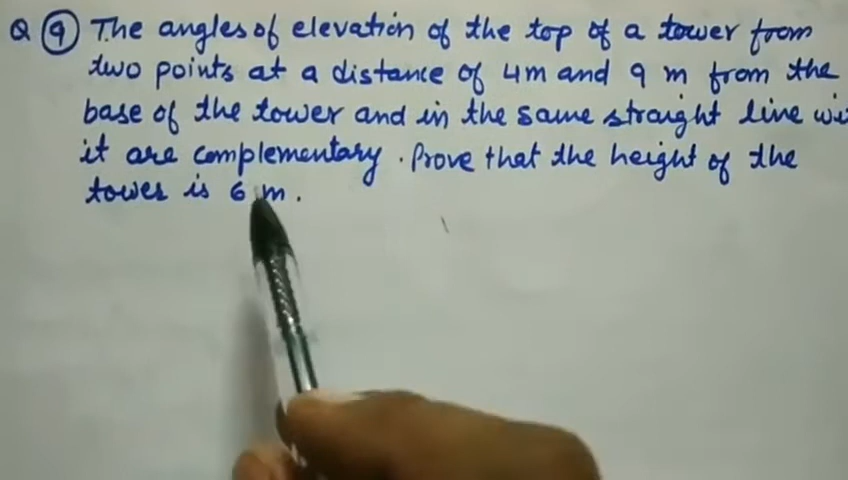 Q 9 The angles of elevation of the top of a tower from
two points at a distance of 4m and 9 m from the
base of the tower and in the same straight line wi
it are complementary. Prove that the height of the
tower is 6 m.